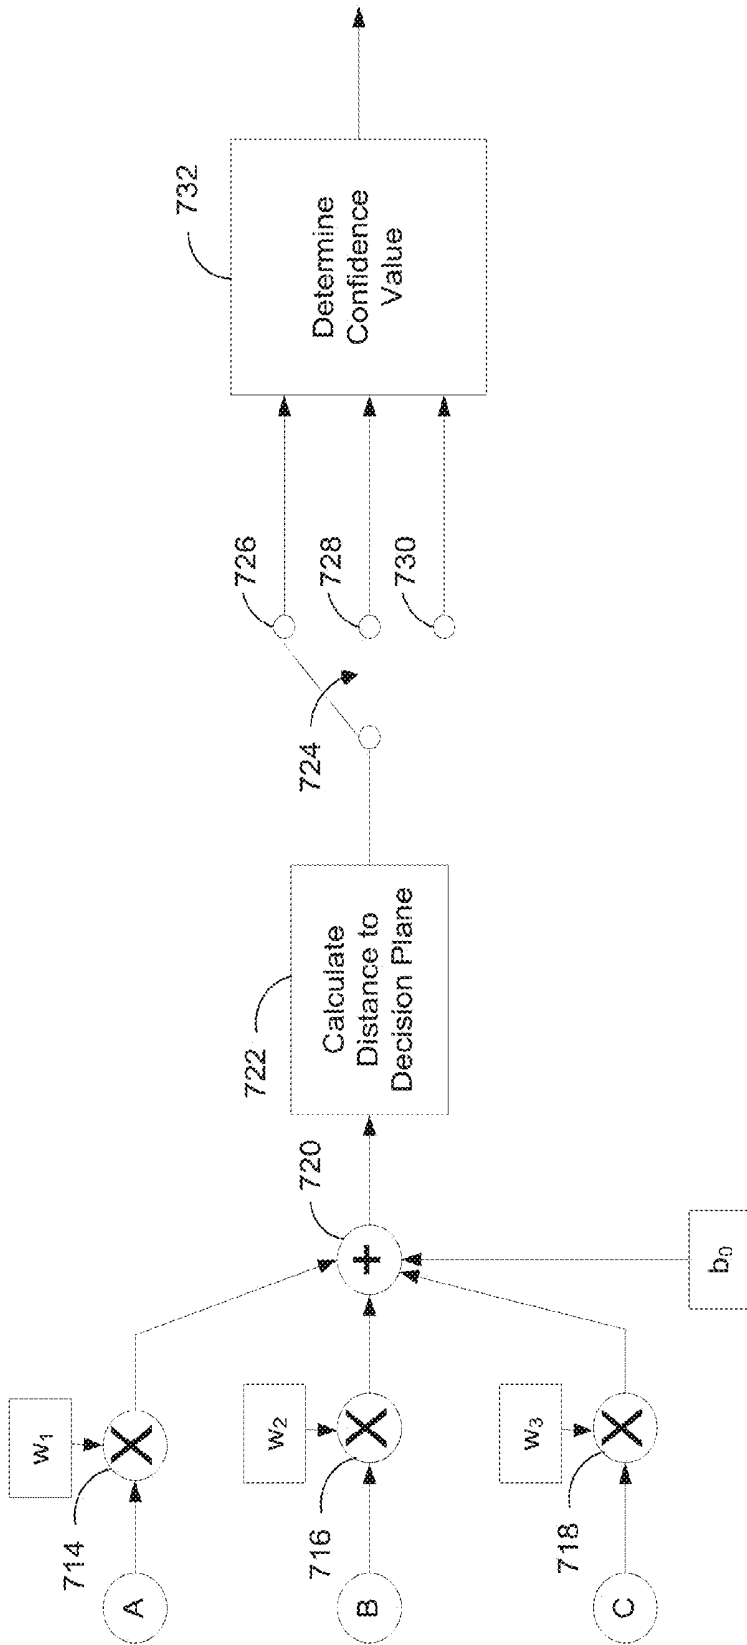 A
714
X
w1
B
716
X
w2
C
718
X
w3
720
+
b0
722
Calculate
Distance to
Decision Plane
724
726
728
730
732
Determine
Confidence
Value